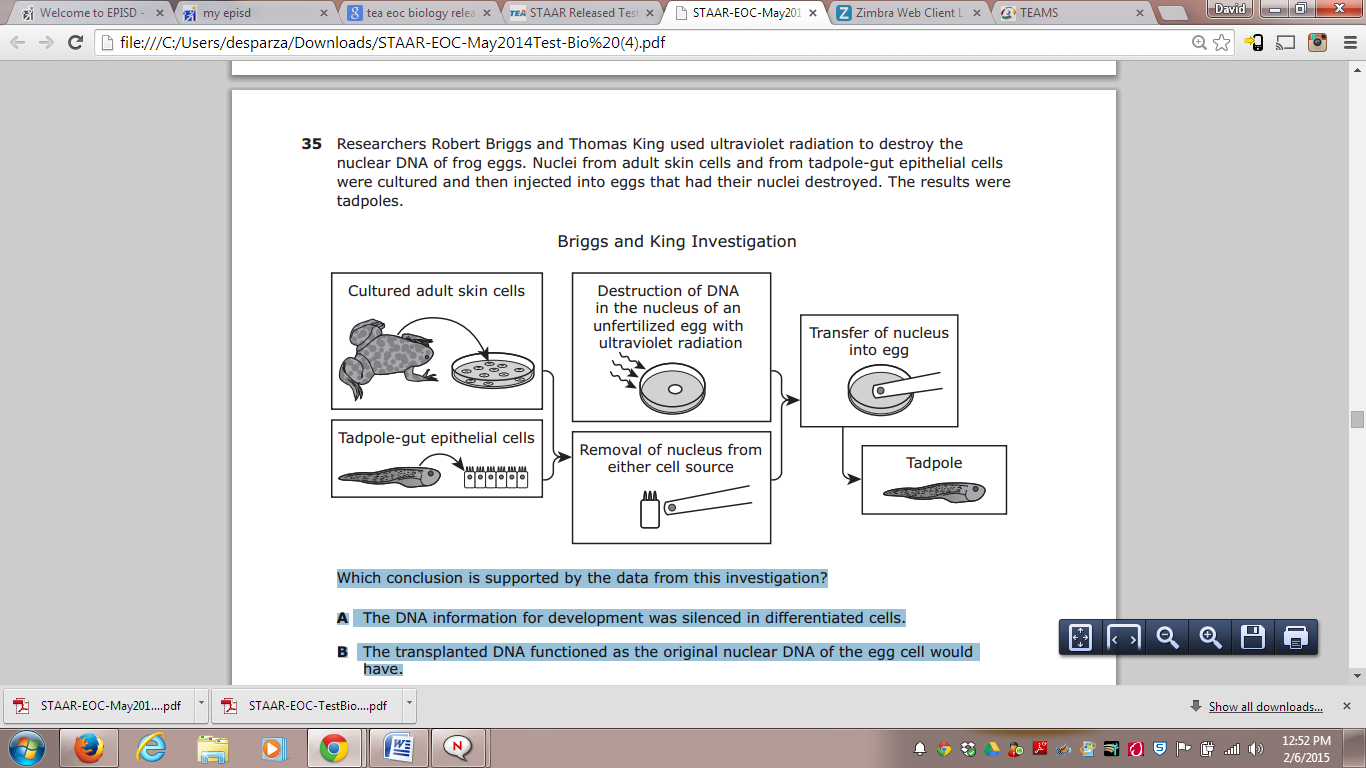 Welcome to EPISD -
my episd
tea eoc biology relea
STAAR Released Test
STAAR-EOC-May201
Zimbra Web Client L
TEAMS
David
file:///C:/Users/desparza/Downloads/STAAR-EOC-May2014Test-Bio%20(4).pdf
35 Researchers Robert Briggs and Thomas King used ultraviolet radiation to destroy the
nuclear DNA of frog eggs. Nuclei from adult skin cells and from tadpole-gut epithelial cells
were cultured and then injected into eggs that had their nuclei destroyed. The results were
tadpoles.
Briggs and King Investigation
Cultured adult skin cells
Tadpole-gut epithelial cells
Destruction of DNA
in the nucleus of an
unfertilized egg with
ultraviolet radiation
Removal of nucleus from
either cell source
Transfer of nucleus
into egg
Tadpole
Which conclusion is supported by the data from this investigation?
A The DNA information for development was silenced in differentiated cells.
B The transplanted DNA functioned as the original nuclear DNA of the egg cell would
have.
STAAR-EOC-May201....pdf
STAAR-EOC-TestBio....pdf
Show all downloads...
12:52 PM
2/6/2015